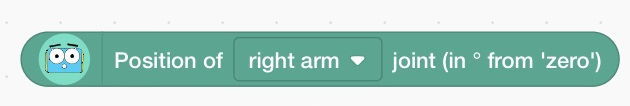 Position of right arm joint (in ° from 'zero')